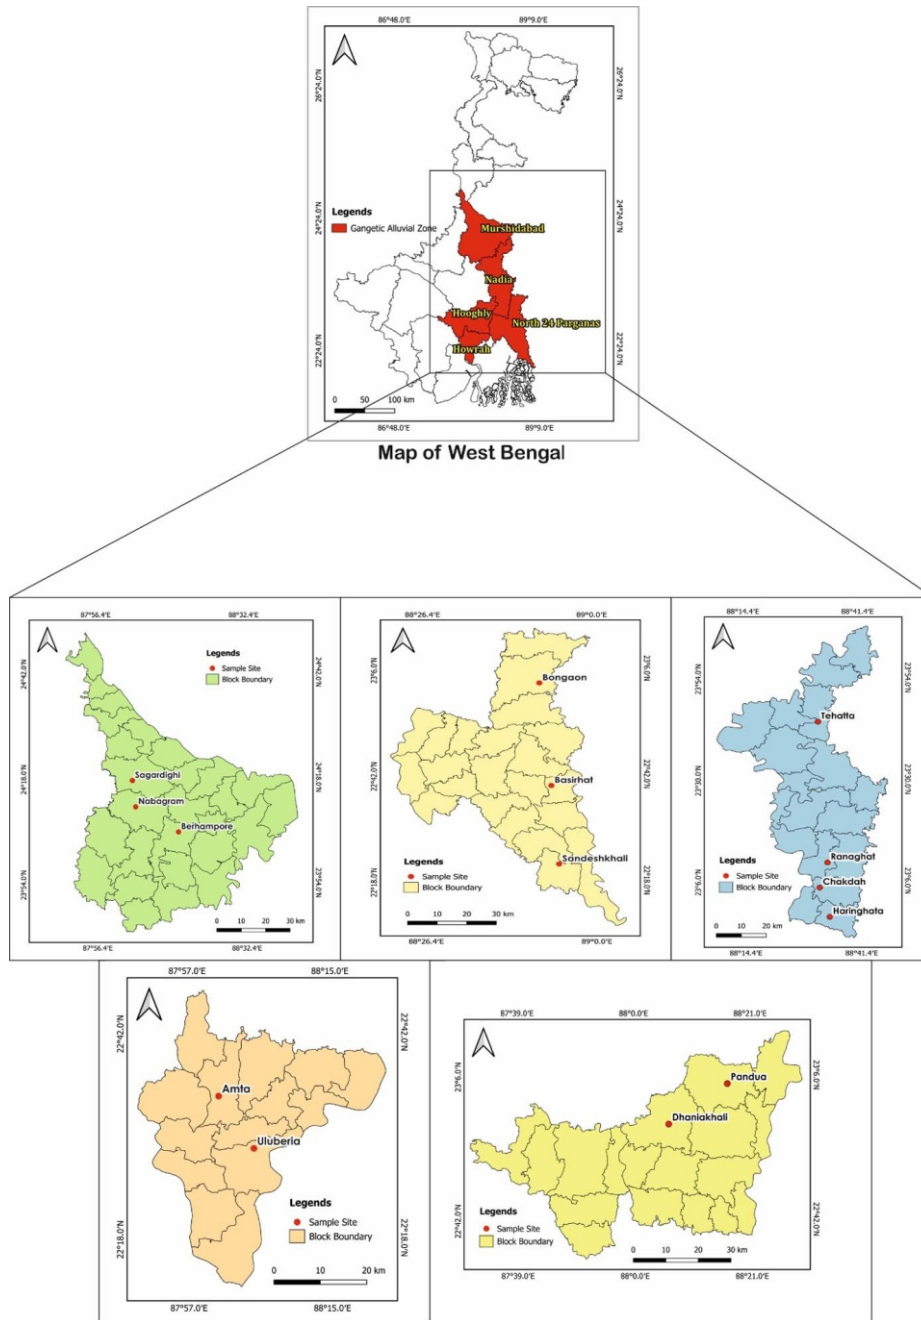 86°48.0'E 89°9.0'E
26°24.0'N 26°24.0'N
24°24.0'N 24°24.0'N
22°24.0'N 22°24.0'N
Legends
Gangetic Alluvial Zone
Murshidabad
Nadia
Hooghly
North 24 Parganas
Howrah
0 50 100 km
86°48.0'E 89°9.0'E
Map of West Bengal
87°56.4'E 88°32.4'E
24°42.0'N 24°42.0'N
24°18.0'N 24°18.0'N
23°54.0'N 23°54.0'N
Legends
Sample Site
Block Boundary
Sagardighi
Nabagram
Berhampore
0 10 20 30 km
87°56.4'E 88°32.4'E
88°26.4'E 89°0.0'E
23°6.0'N 23°6.0'N
22°42.0'N 22°42.0'N
22°18.0'N 22°18.0'N
Bongaon
Basirhat
Sandeshkhali
Legends
Sample Site
Block Boundary
0 10 20 30 km
88°26.4'E 89°0.0'E
88°14.4'E 88°41.4'E
23°54.0'N 23°54.0'N
23°30.0'N 23°30.0'N
23°6.0'N 23°6.0'N
Tehatta
Ranaghat
Chakdah
Haringhata
Legends
Sample Site
Block Boundary
0 10 20 km
88°14.4'E 88°41.4'E
87°57.0'E 88°15.0'E
22°42.0'N 22°42.0'N
22°18.0'N 22°18.0'N
Amta
Uluberia
Legends
Sample Site
Block Boundary
0 10 20 km
87°57.0'E 88°15.0'E
87°39.0'E 88°0.0'E 88°21.0'E
23°6.0'N 23°6.0'N
22°42.0'N 22°42.0'N
Pandua
Dhaniakhali
Legends
Sample Site
Block Boundary
0 10 20 30 km
87°39.0'E 88°0.0'E 88°21.0'E